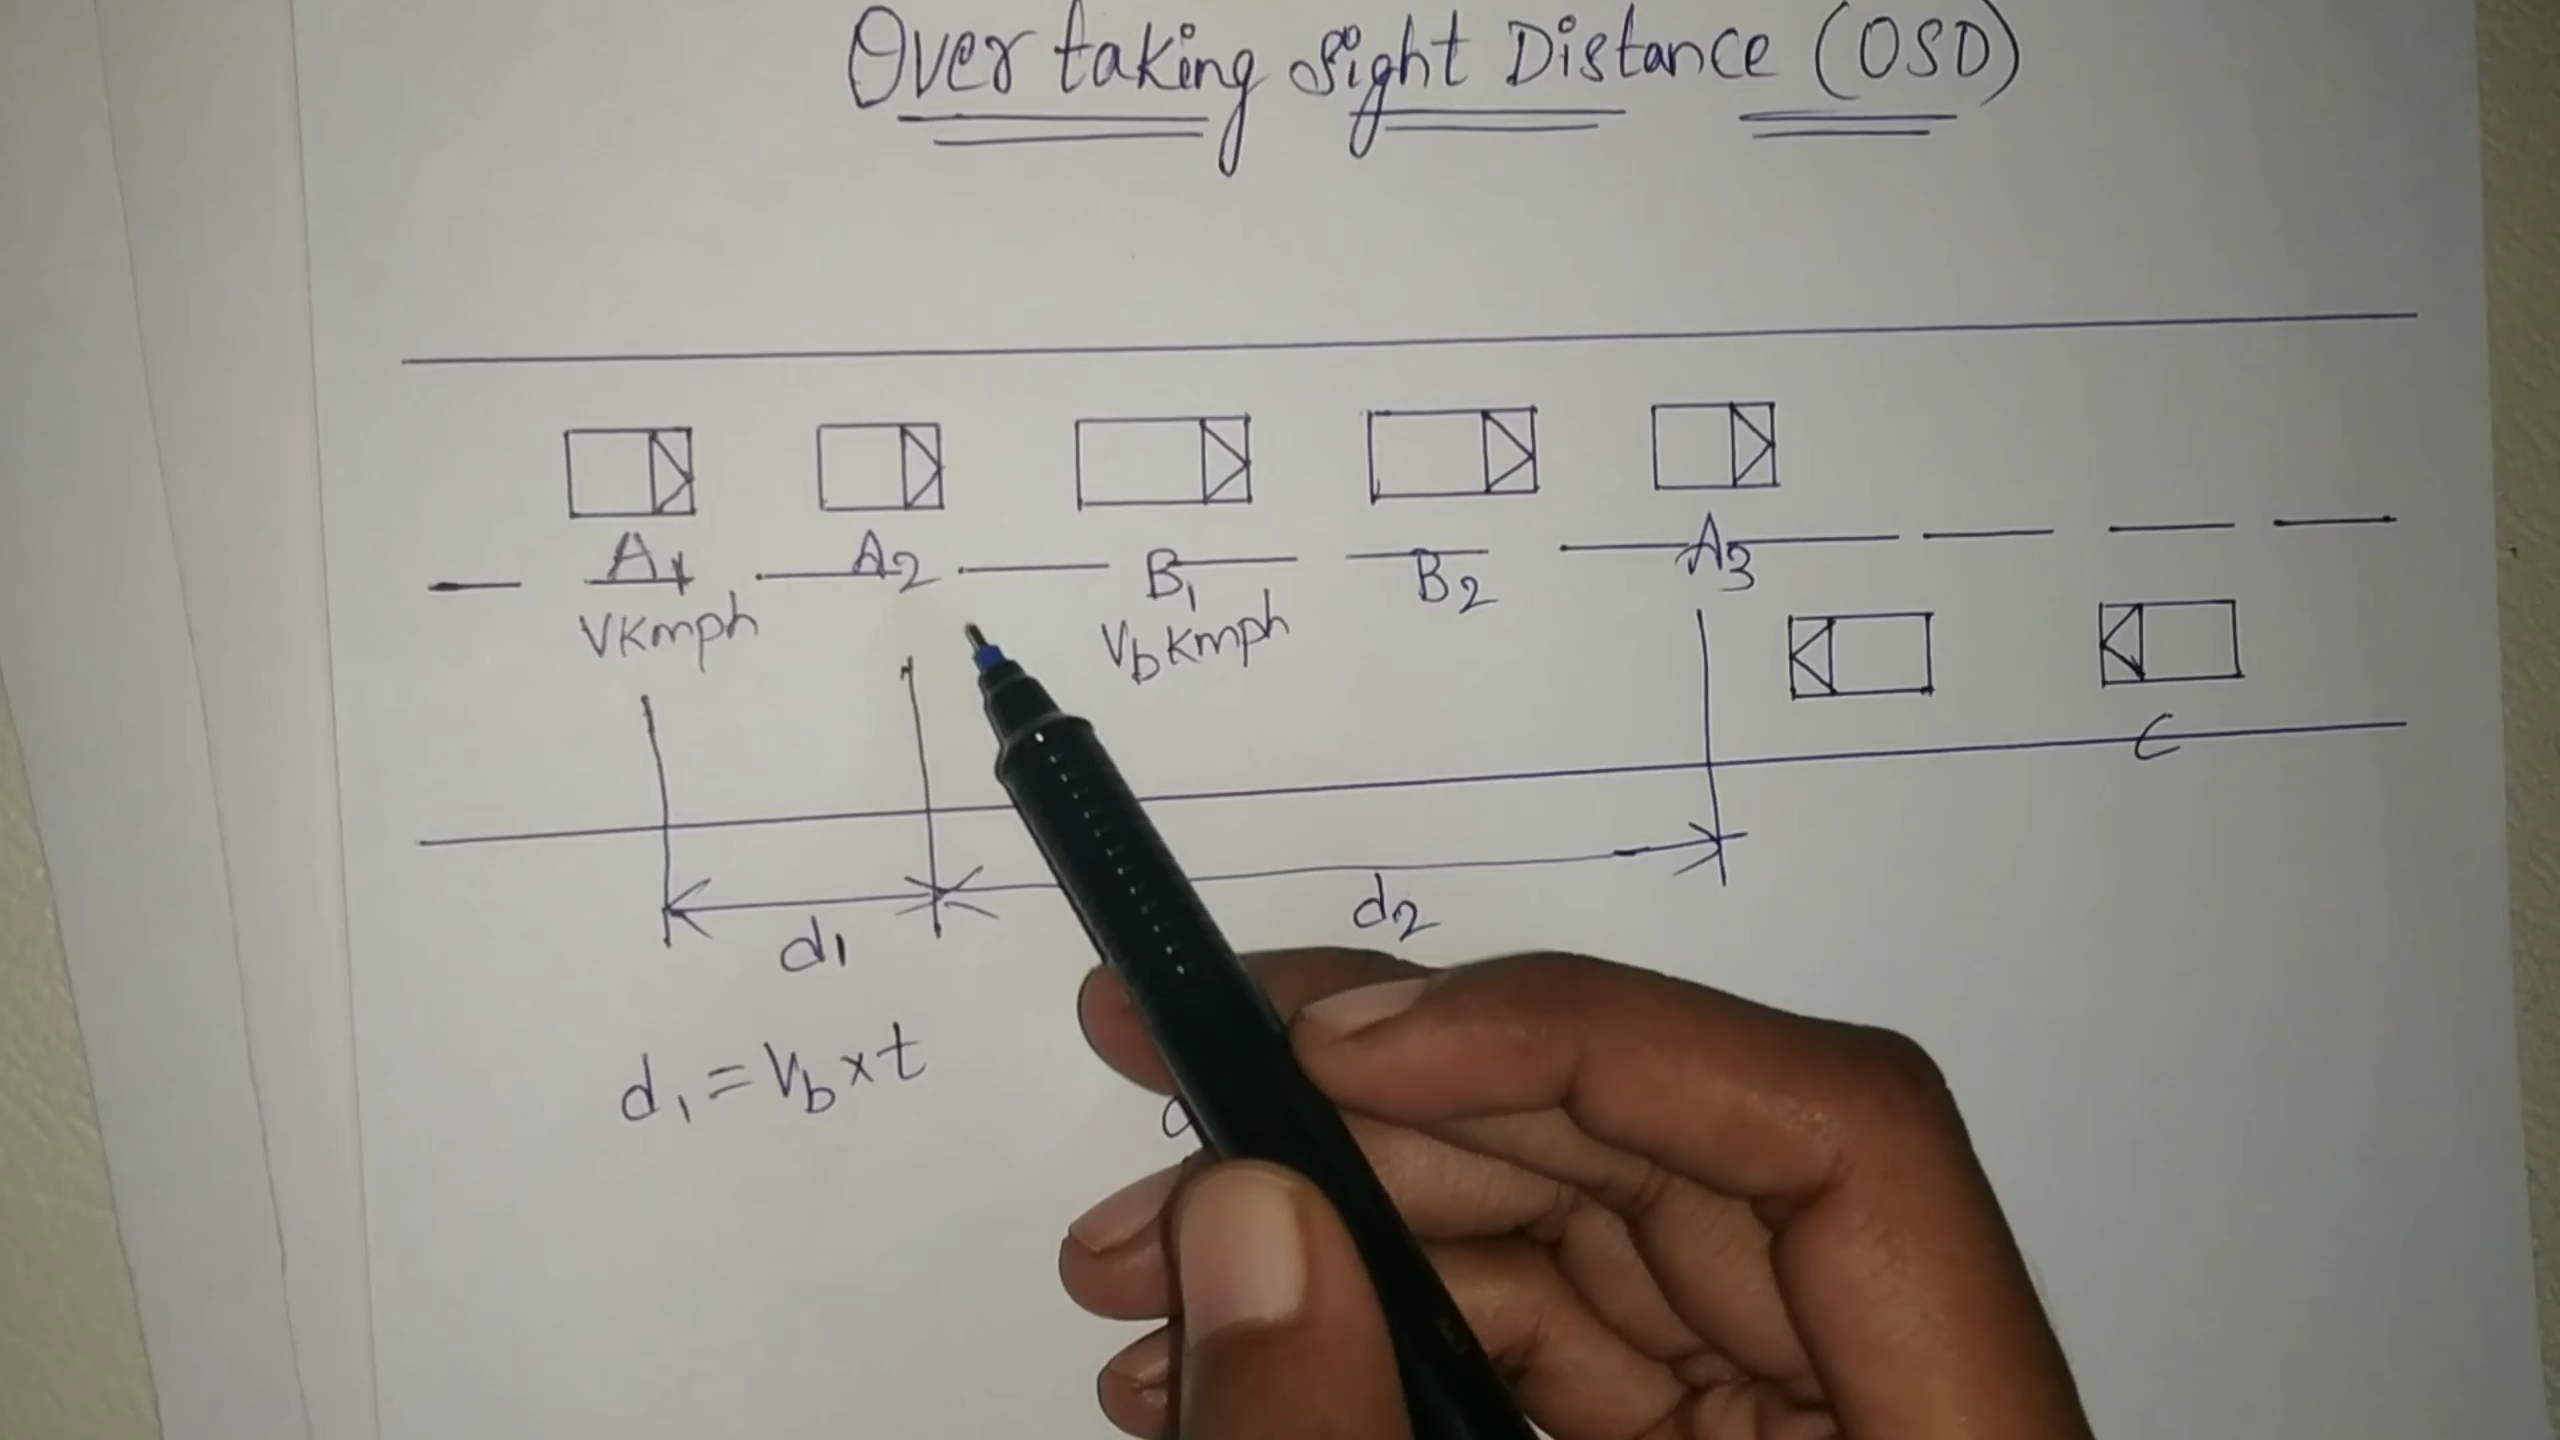 Over taking Sight Distance (OSD)
A1 A2 B1 B2 A3
VKmph Vb Kmph
C
d1 d2
d1 = Vb x t